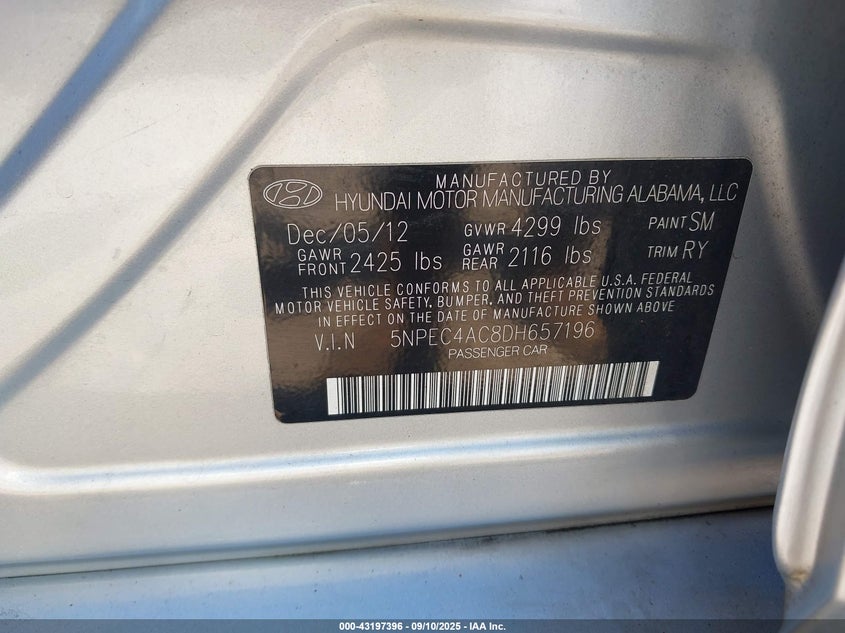 MANUFACTURED BY
HYUNDAI MOTOR MANUFACTURING ALABAMA, LLC
Dec/05/12 GVWR 4299 lbs PAINT SM
GAWR FRONT 2425 lbs GAWR REAR 2116 lbs TRIM RY
THIS VEHICLE CONFORMS TO ALL APPLICABLE U.S.A. FEDERAL
MOTOR VEHICLE SAFETY, BUMPER, AND THEFT PREVENTION STANDARDS
IN EFFECT ON THE DATE OF MANUFACTURE SHOWN ABOVE
V.I.N 5NPEC4AC8DH657196
PASSENGER CAR
000-43197396 - 09/10/2025 - IAA Inc.